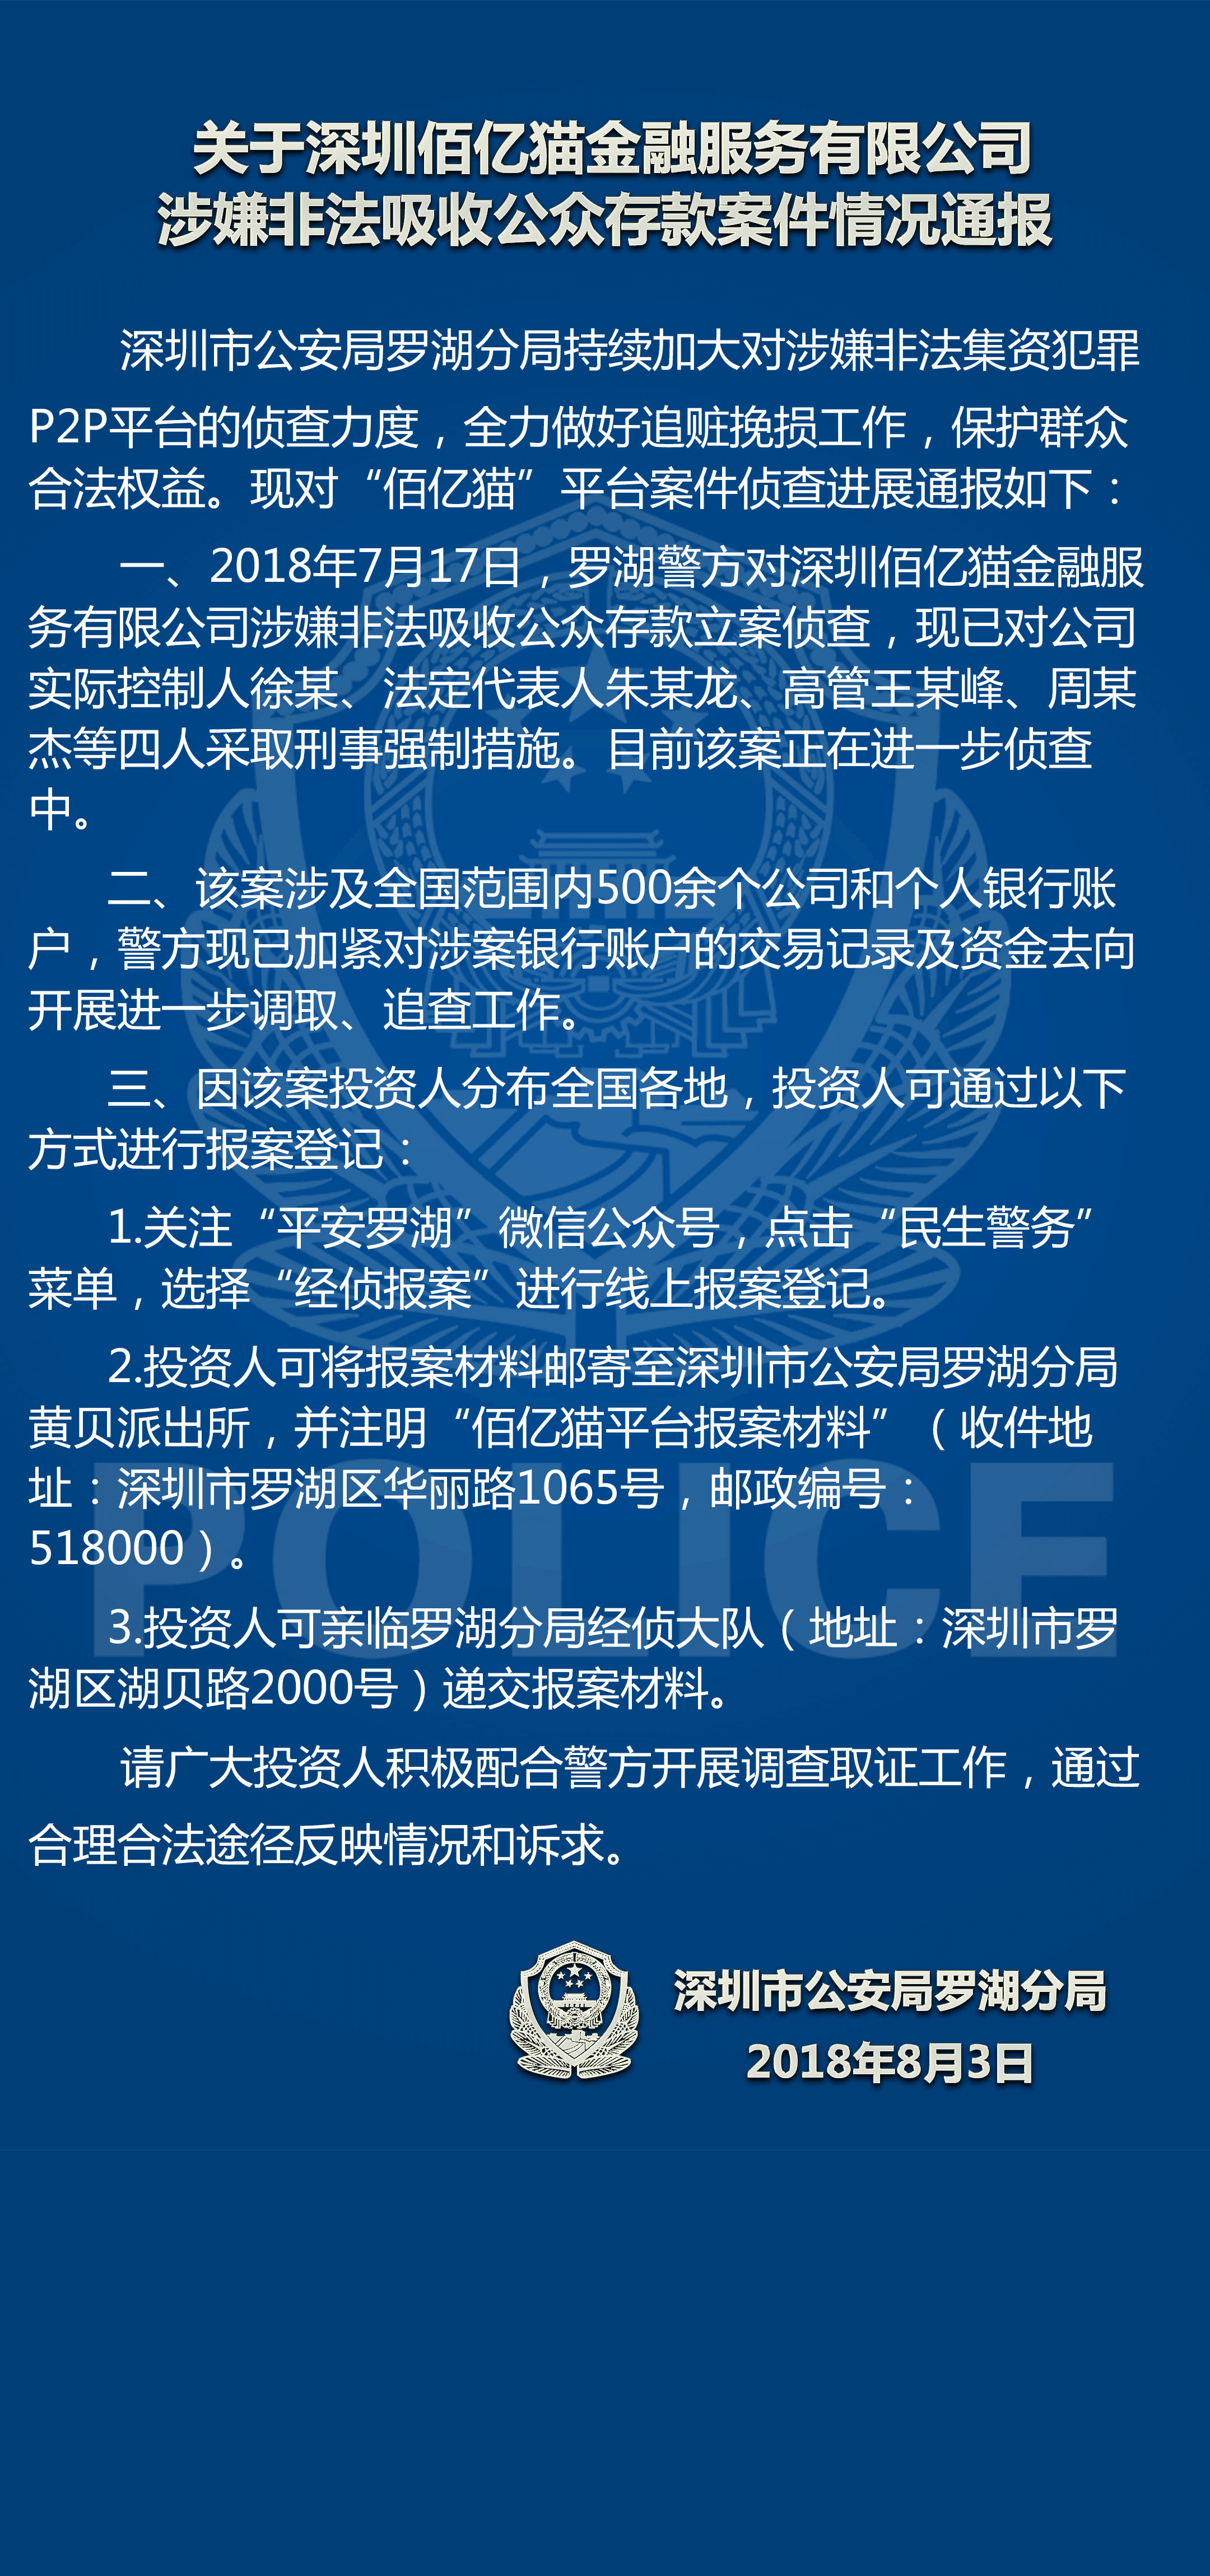 关于深圳佰亿猫金融服务有限公司
涉嫌非法吸收公众存款案件情况通报
深圳市公安局罗湖分局持续加大对涉嫌非法集资犯罪
P2P平台的侦查力度，全力做好追赃挽损工作，保护群众
合法权益。现对“佰亿猫”平台案件侦查进展通报如下：
一、2018年7月17日，罗湖警方对深圳佰亿猫金融服
务有限公司涉嫌非法吸收公众存款立案侦查，现已对公司
实际控制人徐某、法定代表人朱某龙、高管王某峰、周某
杰等四人采取刑事强制措施。目前该案正在进一步侦查
中。
二、该案涉及全国范围内500余个公司和个人银行账
户，警方现已加紧对涉案银行账户的交易记录及资金去向
开展进一步调取、追查工作。
三、因该案投资人分布全国各地，投资人可通过以下
方式进行报案登记：
1.关注“平安罗湖”微信公众号，点击“民生警务”
菜单，选择“经侦报案”进行线上报案登记。
2.投资人可将报案材料邮寄至深圳市公安局罗湖分局
黄贝派出所，并注明“佰亿猫平台报案材料”（收件地
址：深圳市罗湖区华丽路1065号，邮政编号：
518000）。
3.投资人可亲临罗湖分局经侦大队（地址：深圳市罗
湖区湖贝路2000号）递交报案材料。
请广大投资人积极配合警方开展调查取证工作，通过
合理合法途径反映情况和诉求。
POLICE
深圳市公安局罗湖分局
2018年8月3日